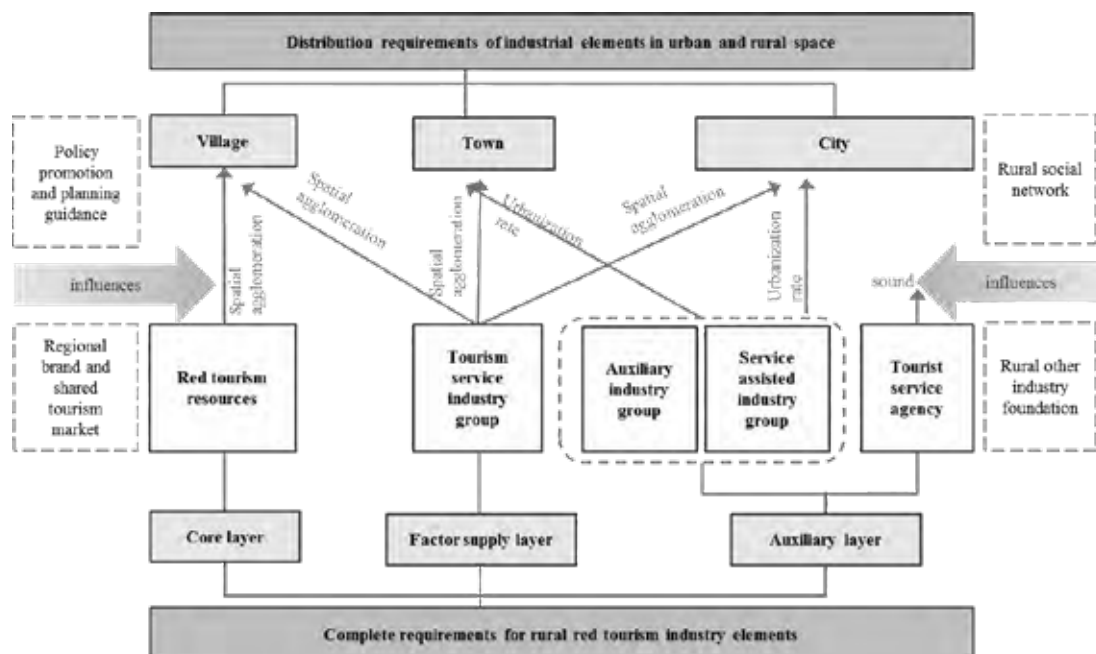 Distribution requirements of industrial elements in urban and rural space
Village
Town
City
Policy
promotion
and planning
guidance
Rural social
network
Spatial
agglomeration
Spatial
agglomeration
Spatial
agglomeration
Urbanization
rate
Spatial
agglomeration
Urbanization
rate
influences
sound
influences
Regional
brand and
shared
tourism
market
Red tourism
resources
Tourism
service
industry
group
Auxiliary
industry
group
Service
assisted
industry
group
Tourist
service
agency
Rural other
industry
foundation
Core layer
Factor supply layer
Auxiliary layer
Complete requirements for rural red tourism industry elements